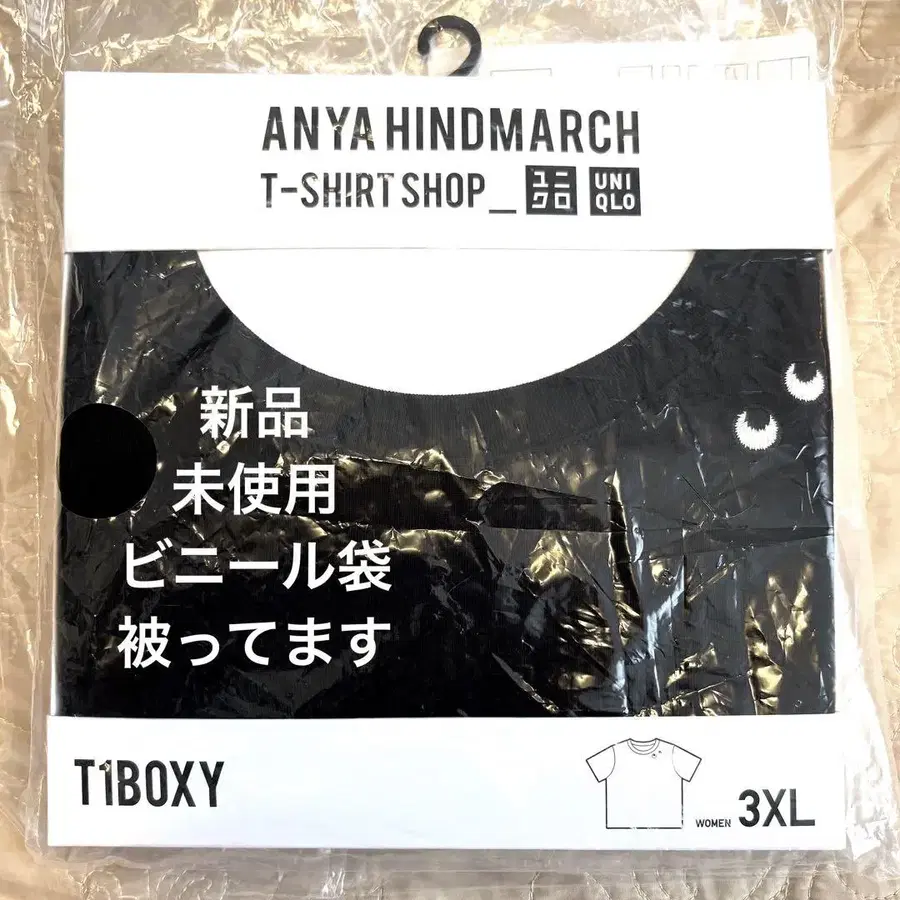 ANYA HINDMARCH
T-SHIRT SHOP_ ユニクロ UNIQLO
新品
未使用
ビニール袋
被ってます
T1BOXY
WOMEN 3XL